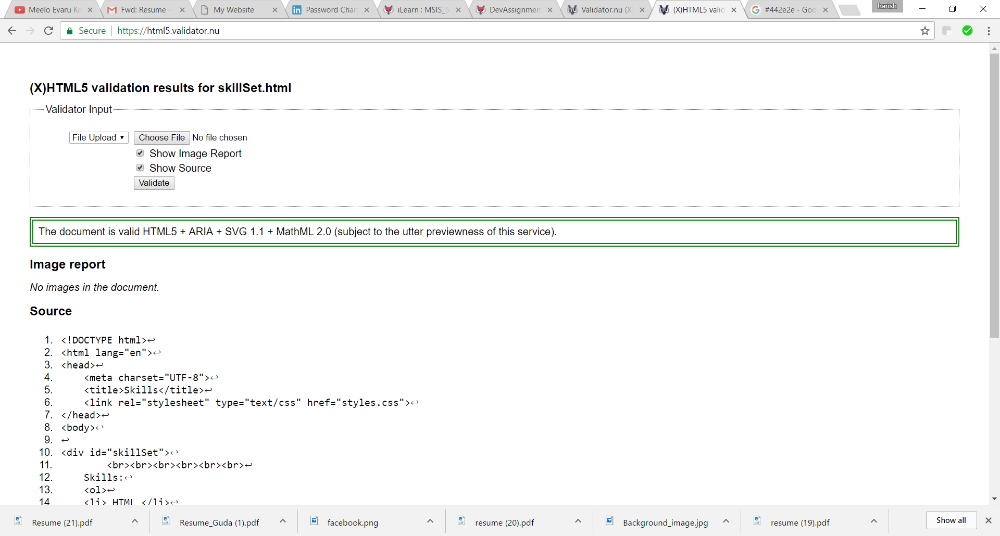 Meelo Evaru Ko
Fwd: Resume -
My Website
Password Chan
iLearn : MSIS_5
DevAssignmen
Validator.nu (X)
(X)HTML5 valid
#442e2e - Goo
harish
Secure
https://html5.validator.nu
(X)HTML5 validation results for skillSet.html
Validator Input
File Upload
Choose File
No file chosen
Show Image Report
Show Source
Validate
The document is valid HTML5 + ARIA + SVG 1.1 + MathML 2.0 (subject to the utter previewness of this service).
Image report
No images in the document.
Source
1. <!DOCTYPE html>↩
2. <html lang="en">↩
3. <head>↩
4. <meta charset="UTF-8">↩
5. <title>Skills</title>↩
6. <link rel="stylesheet" type="text/css" href="styles.css">↩
7. </head>↩
8. <body>↩
9. ↩
10. <div id="skillSet">↩
11. <br><br><br><br><br><br>↩
12. Skills:↩
13. <ol>↩
14. <li> HTML </li>↩
Resume (21).pdf
Resume_Guda (1).pdf
facebook.png
resume (20).pdf
Background_image.jpg
resume (19).pdf
Show all